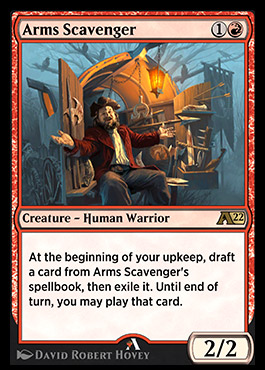 Arms Scavenger 1
Creature – Human Warrior A22
At the beginning of your upkeep, draft
a card from Arms Scavenger's
spellbook, then exile it. Until end of
turn, you may play that card.
DAVID ROBERT HOVEY 2/2